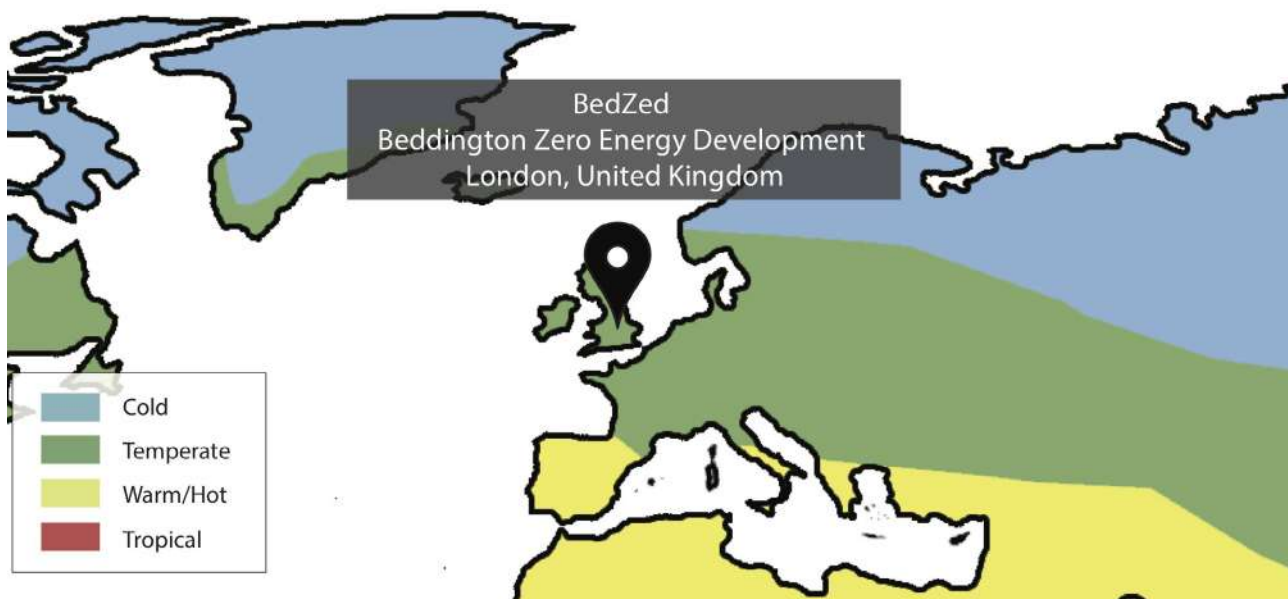 BedZed
Beddington Zero Energy Development
London, United Kingdom
Cold
Temperate
Warm/Hot
Tropical